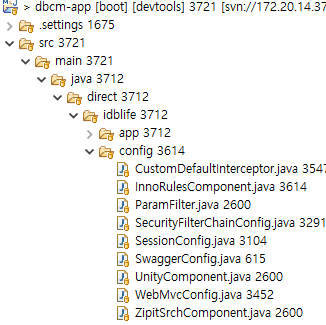 > dbcm-app [boot] [devtools] 3721 [svn://172.20.14.37
> .settings 1675
src 3721
main 3721
java 3712
direct 3712
idblife 3712
> app 3712
config 3614
CustomDefaultInterceptor.java 3547
InnoRulesComponent.java 3614
ParamFilter.java 2600
SecurityFilterChainConfig.java 3291
SessionConfig.java 3104
SwaggerConfig.java 615
UnityComponent.java 2600
WebMvcConfig.java 3452
ZipitSrchComponent.java 2600